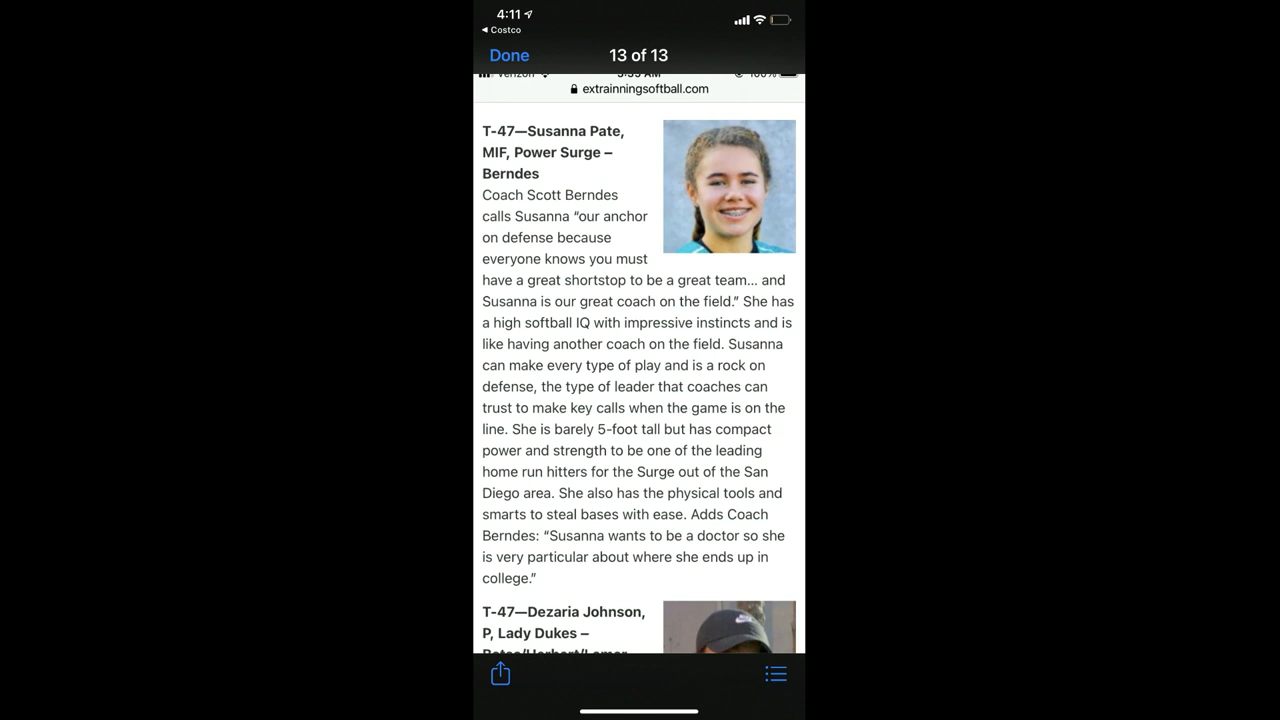 4:11
◀ Costco
Done
13 of 13
extrainningsoftball.com
T-47—Susanna Pate,
MIF, Power Surge –
Berndes
Coach Scott Berndes
calls Susanna “our anchor
on defense because
everyone knows you must
have a great shortstop to be a great team... and
Susanna is our great coach on the field.” She has
a high softball IQ with impressive instincts and is
like having another coach on the field. Susanna
can make every type of play and is a rock on
defense, the type of leader that coaches can
trust to make key calls when the game is on the
line. She is barely 5-foot tall but has compact
power and strength to be one of the leading
home run hitters for the Surge out of the San
Diego area. She also has the physical tools and
smarts to steal bases with ease. Adds Coach
Berndes: “Susanna wants to be a doctor so she
is very particular about where she ends up in
college.”
T-47—Dezaria Johnson,
P, Lady Dukes –